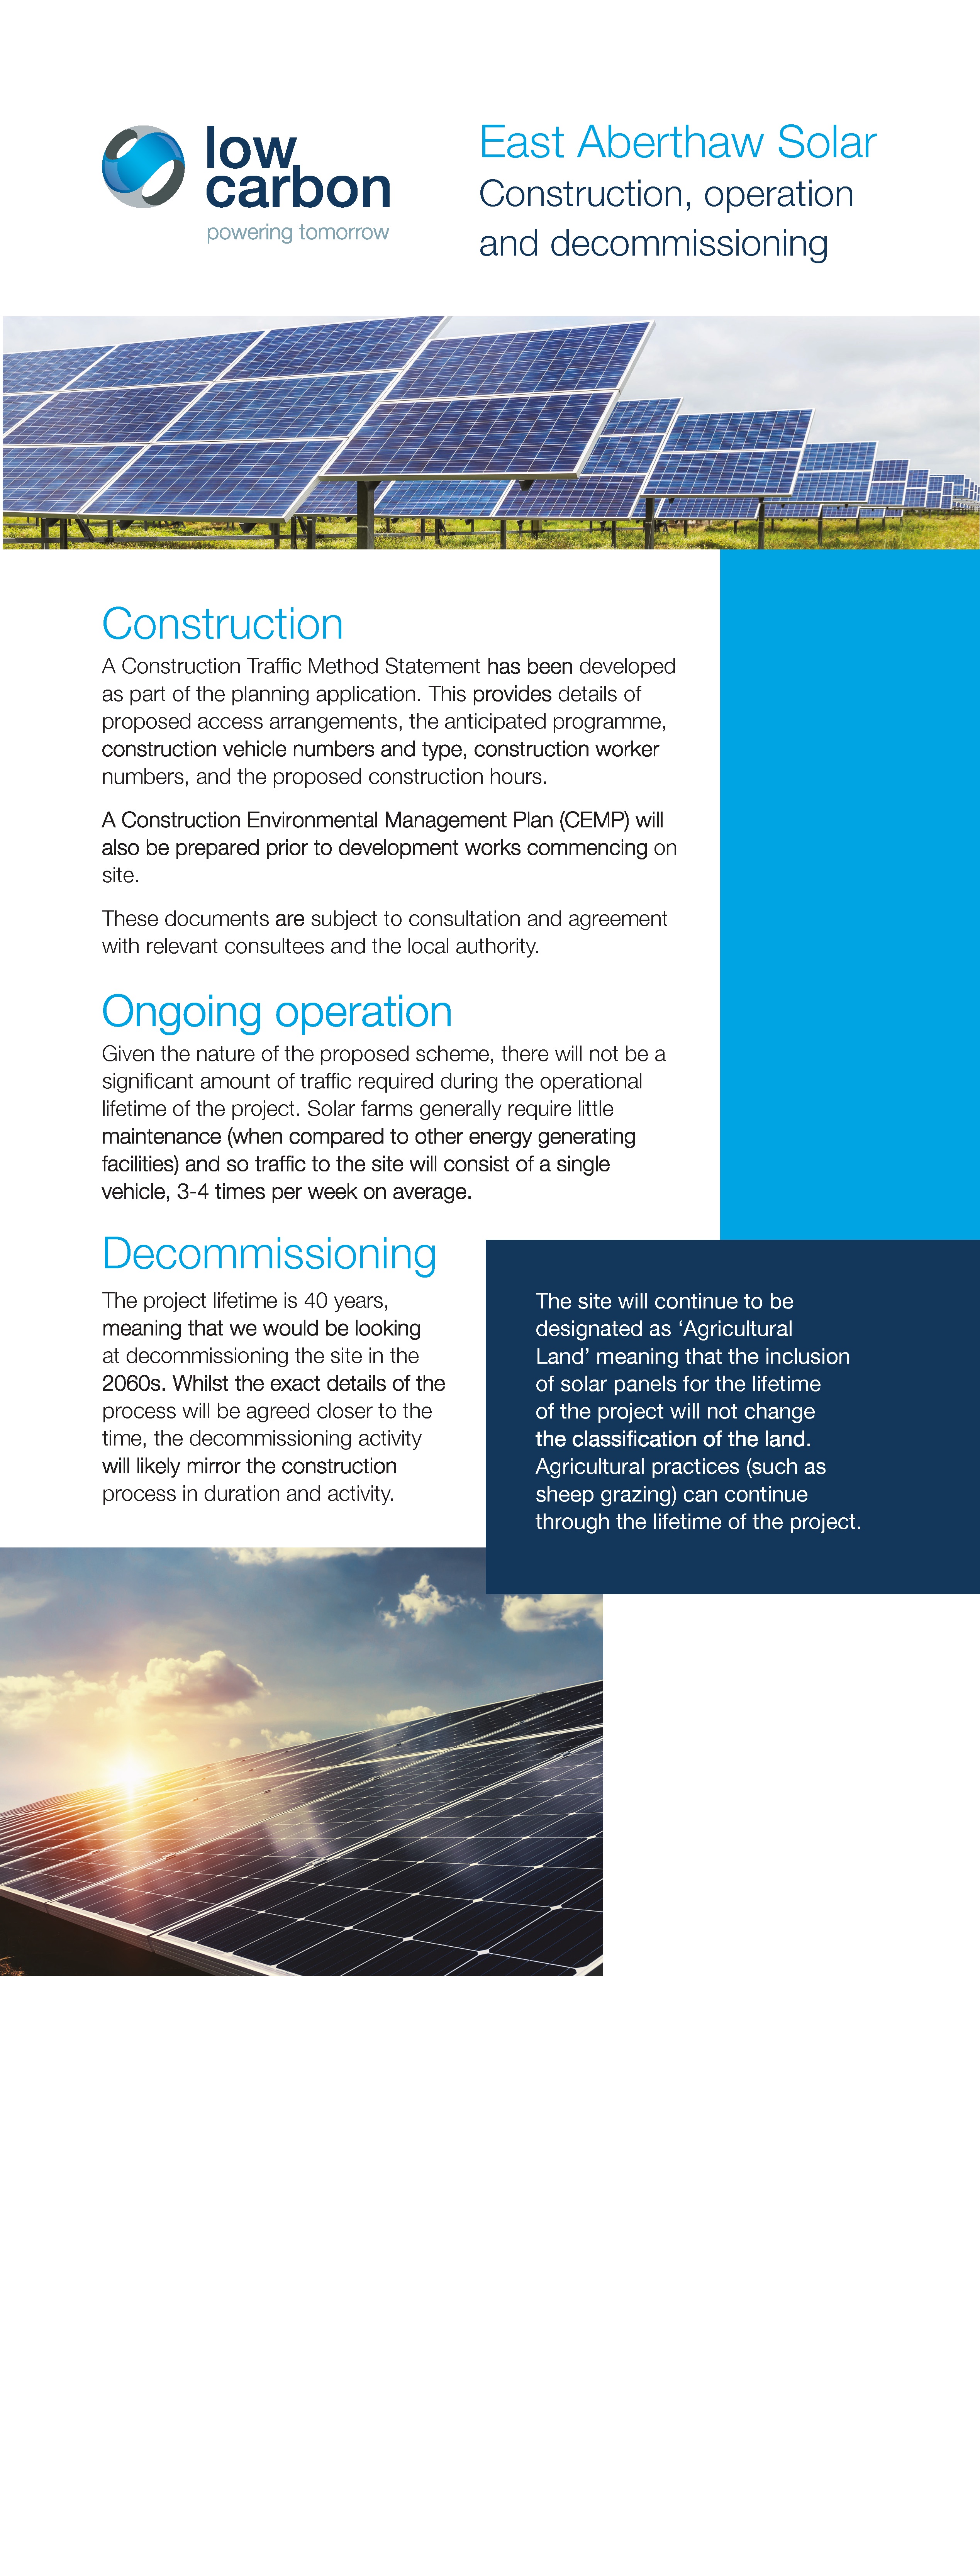 low
carbon
powering tomorrow
East Aberthaw Solar
Construction, operation
and decommissioning
Construction
A Construction Traffic Method Statement has been developed
as part of the planning application. This provides details of
proposed access arrangements, the anticipated programme,
construction vehicle numbers and type, construction worker
numbers, and the proposed construction hours.
A Construction Environmental Management Plan (CEMP) will
also be prepared prior to development works commencing on
site.
These documents are subject to consultation and agreement
with relevant consultees and the local authority.
Ongoing operation
Given the nature of the proposed scheme, there will not be a
significant amount of traffic required during the operational
lifetime of the project. Solar farms generally require little
maintenance (when compared to other energy generating
facilities) and so traffic to the site will consist of a single
vehicle, 3-4 times per week on average.
Decommissioning
The project lifetime is 40 years,
meaning that we would be looking
at decommissioning the site in the
2060s. Whilst the exact details of the
process will be agreed closer to the
time, the decommissioning activity
will likely mirror the construction
process in duration and activity.
The site will continue to be
designated as ‘Agricultural
Land’ meaning that the inclusion
of solar panels for the lifetime
of the project will not change
the classification of the land.
Agricultural practices (such as
sheep grazing) can continue
through the lifetime of the project.